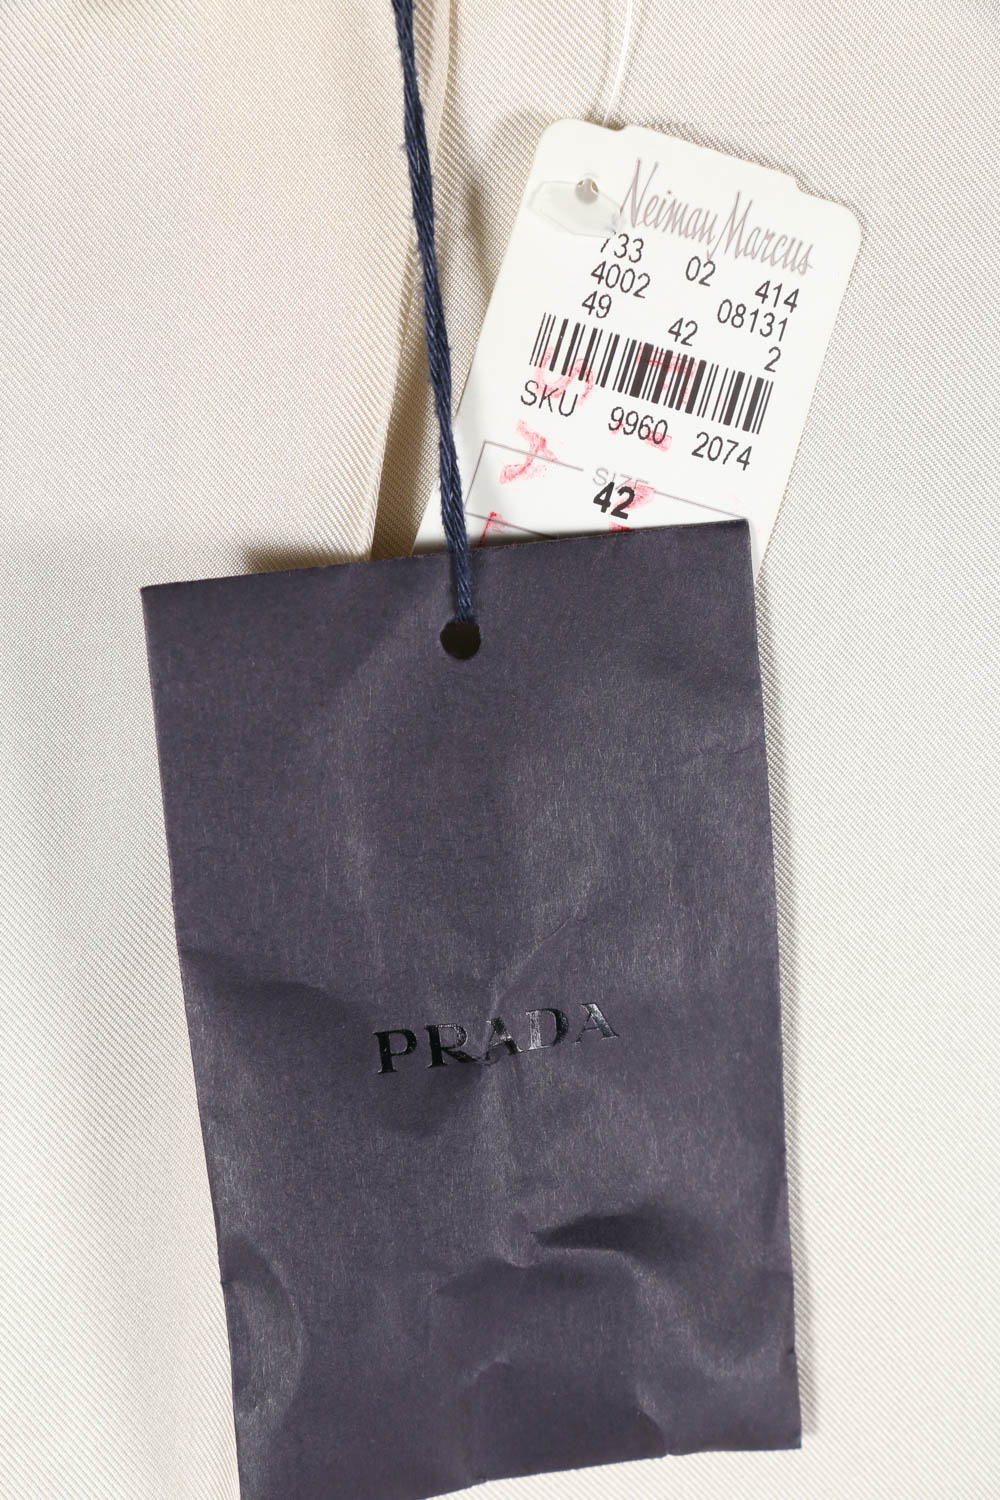 Neiman Marcus
733 02 414
4002 08131
49 42 2
SKU 9960 2074
SIZE
42
PRADA